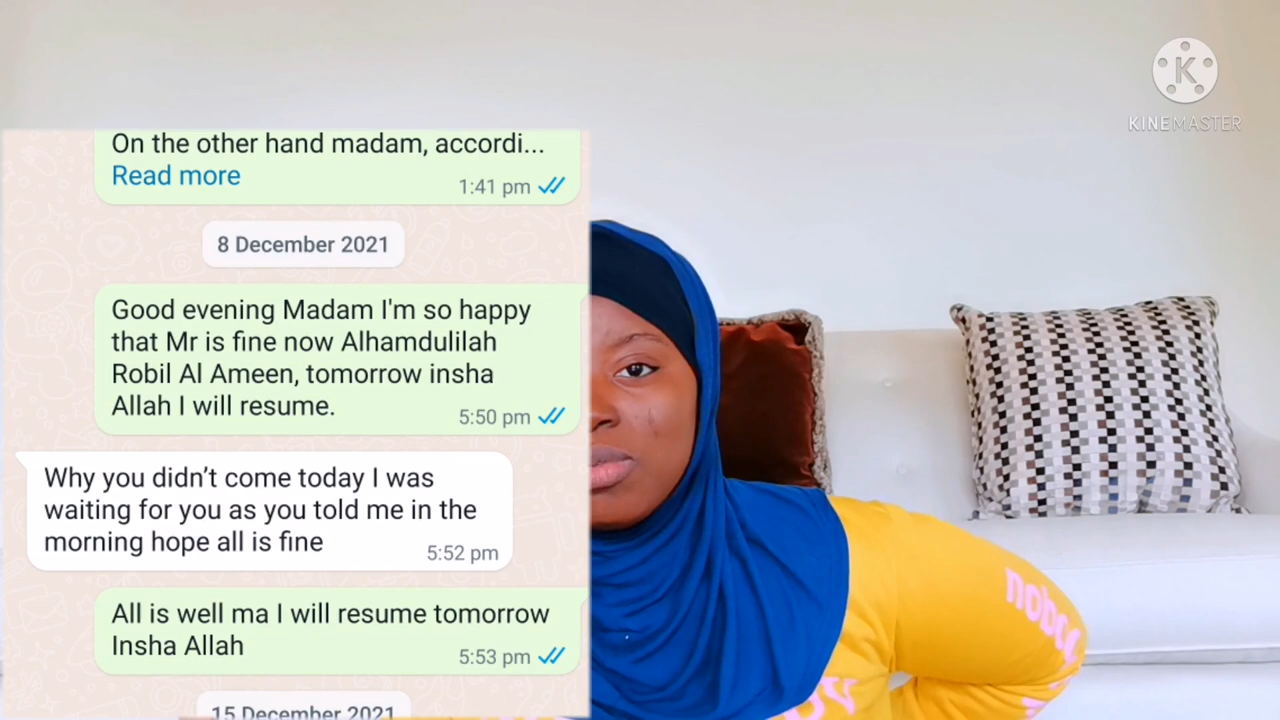 On the other hand madam, accordi...
Read more
1:41 pm
8 December 2021
Good evening Madam I'm so happy
that Mr is fine now Alhamdulilah
Robil Al Ameen, tomorrow insha
Allah I will resume.
5:50 pm
Why you didn’t come today I was
waiting for you as you told me in the
morning hope all is fine
5:52 pm
All is well ma I will resume tomorrow
Insha Allah
5:53 pm
15 December 2021
K
KINEMASTER